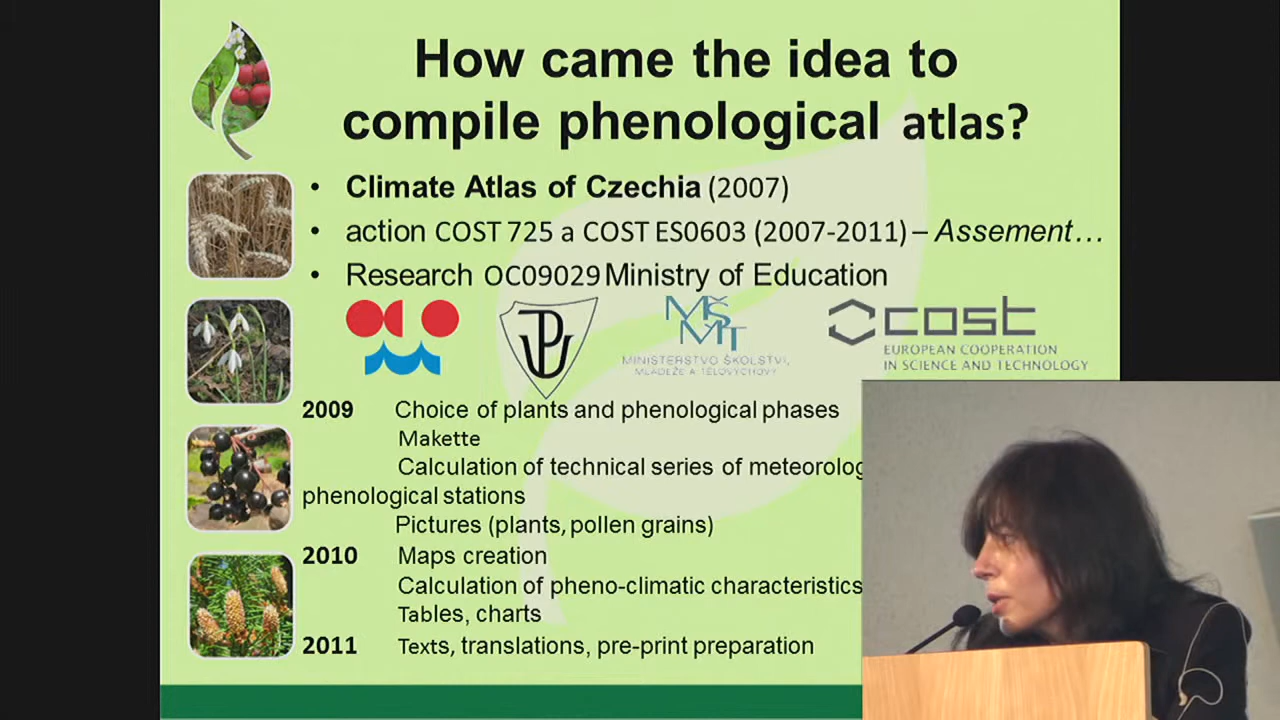 How came the idea to
compile phenological atlas?
• Climate Atlas of Czechia (2007)
• action COST 725 a COST ES0603 (2007-2011) – Assement…
• Research OC09029 Ministry of Education
MŠMT
MINISTERSTVO ŠKOLSTVÍ,
MLÁDEŽE A TĚLOVÝCHOVY
cost
EUROPEAN COOPERATION
IN SCIENCE AND TECHNOLOGY
2009 Choice of plants and phenological phases
Makette
Calculation of technical series of meteorolog
phenological stations
Pictures (plants, pollen grains)
2010 Maps creation
Calculation of pheno-climatic characteristics
Tables, charts
2011 Texts, translations, pre-print preparation